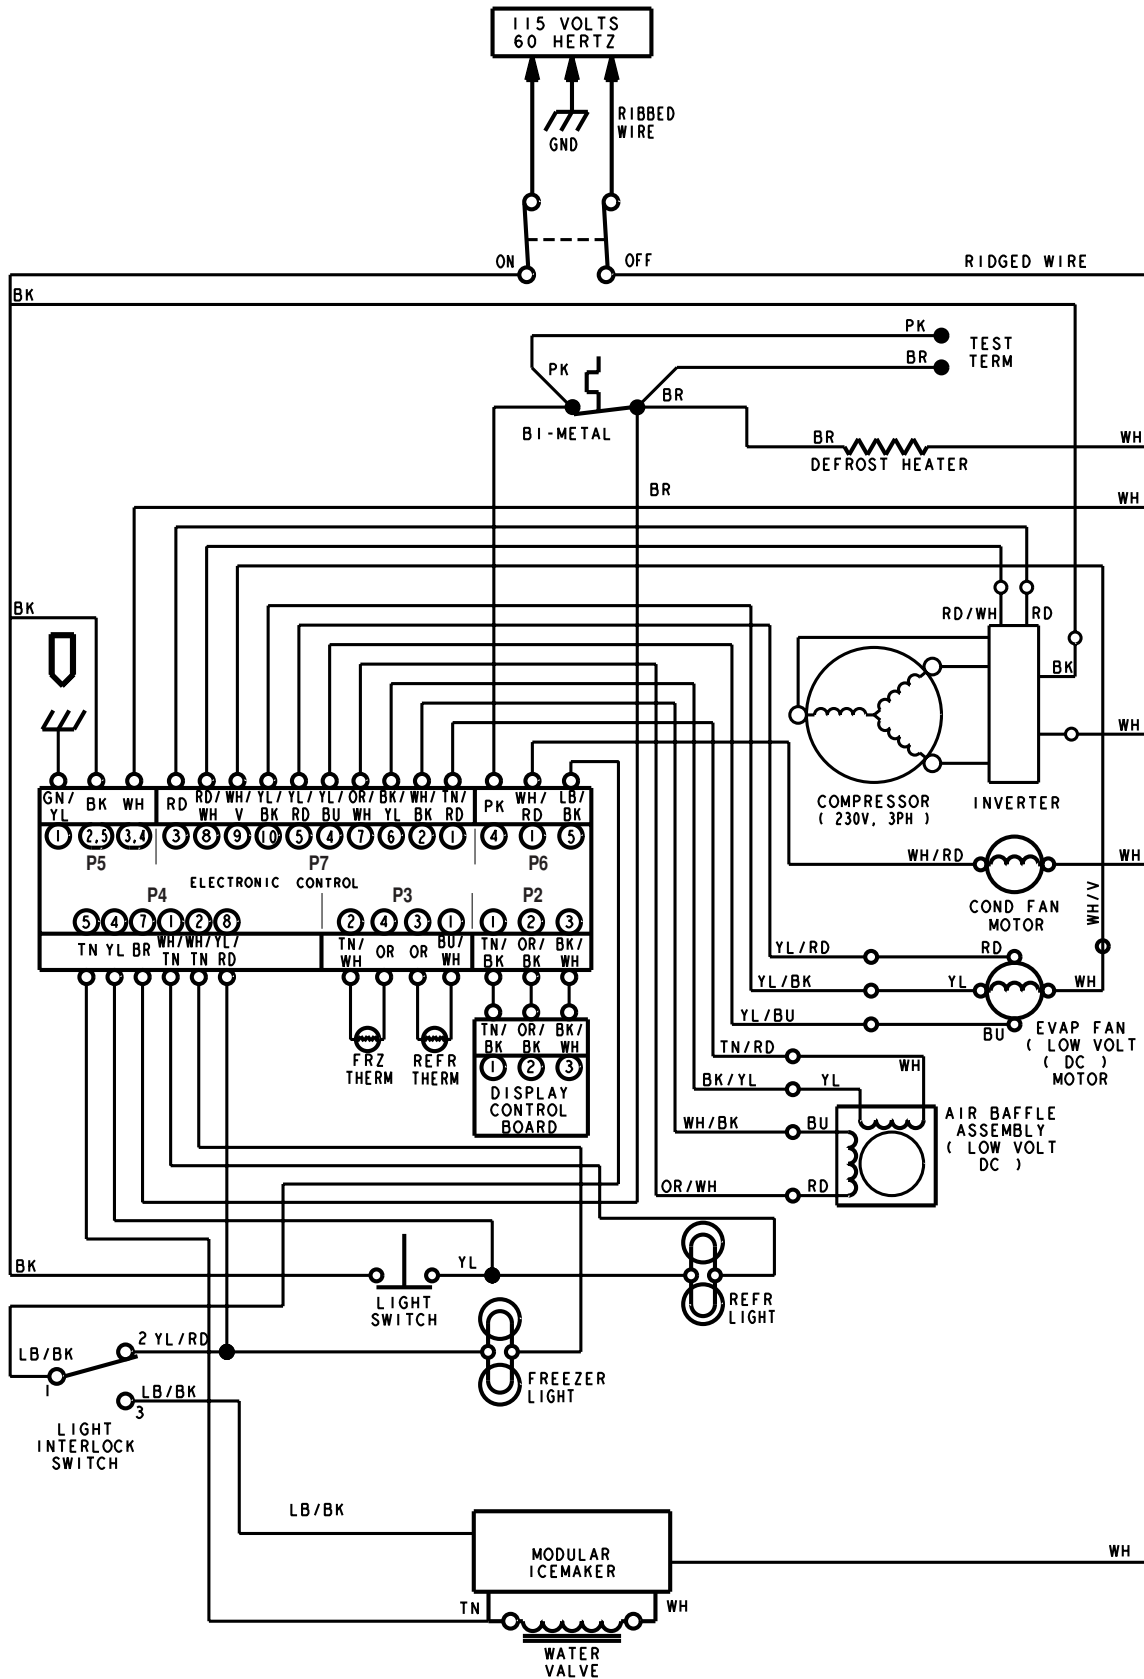 115 VOLTS
60 HERTZ
RIBBED
WIRE
GND
ON
OFF
RIDGED WIRE
BK
PK
TEST
TERM
BR
PK
BR
BI-METAL
BR
WH
DEFROST HEATER
BR
WH
BK
RD/WH
RD
BK
WH
COMPRESSOR
( 230V, 3PH )
INVERTER
GN/
YL
BK
WH
RD
RD/
WH
WH/
V
YL/
BK
YL/
RD
YL/
BU
OR/
WH
BK/
YL
WH/
BK
TN/
RD
PK
WH/
RD
LB/
BK
1
2,5
3,4
3
8
9
10
5
4
7
6
2
1
4
1
5
P5
P7
P6
ELECTRONIC CONTROL
P4
P3
P2
5
4
7
1
2
8
2
4
3
1
1
2
3
TN
YL
BR
WH/
TN
WH/
TN
YL/
RD
TN/
WH
OR
OR
BU/
WH
TN/
BK
OR/
BK
BK/
WH
WH/RD
WH
COND FAN
MOTOR
WH/V
YL/RD
RD
YL/BK
YL
WH
YL/BU
BU
EVAP FAN
( LOW VOLT
( DC )
MOTOR
FRZ
THERM
REFR
THERM
TN/
BK
OR/
BK
BK/
WH
1
2
3
DISPLAY
CONTROL
BOARD
TN/RD
WH
BK/YL
YL
WH/BK
BU
AIR BAFFLE
ASSEMBLY
( LOW VOLT
DC )
OR/WH
RD
BK
YL
LIGHT
SWITCH
REFR
LIGHT
LB/BK
2 YL/RD
1
LB/BK
3
FREEZER
LIGHT
LIGHT
INTERLOCK
SWITCH
LB/BK
MODULAR
ICEMAKER
WH
TN
WH
WATER
VALVE